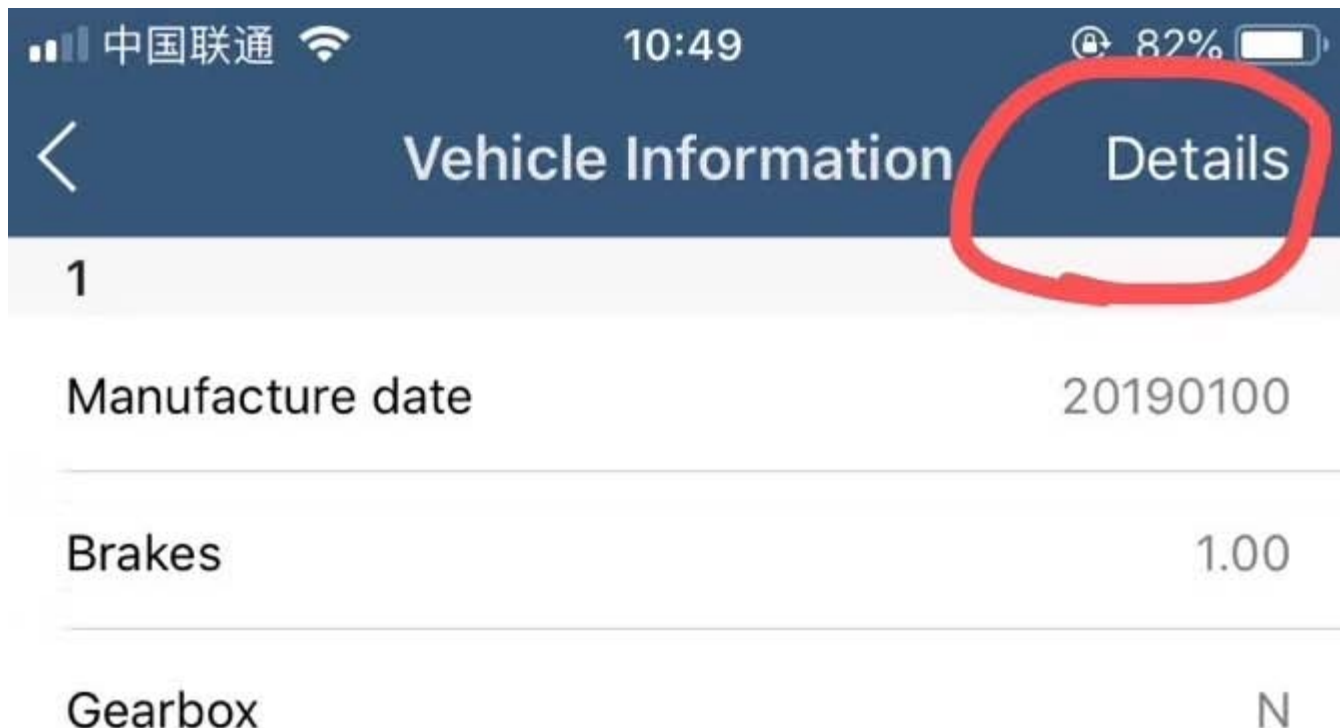 中国联通 10:49 82%
Vehicle Information Details
1
Manufacture date 20190100
Brakes 1.00
Gearbox N